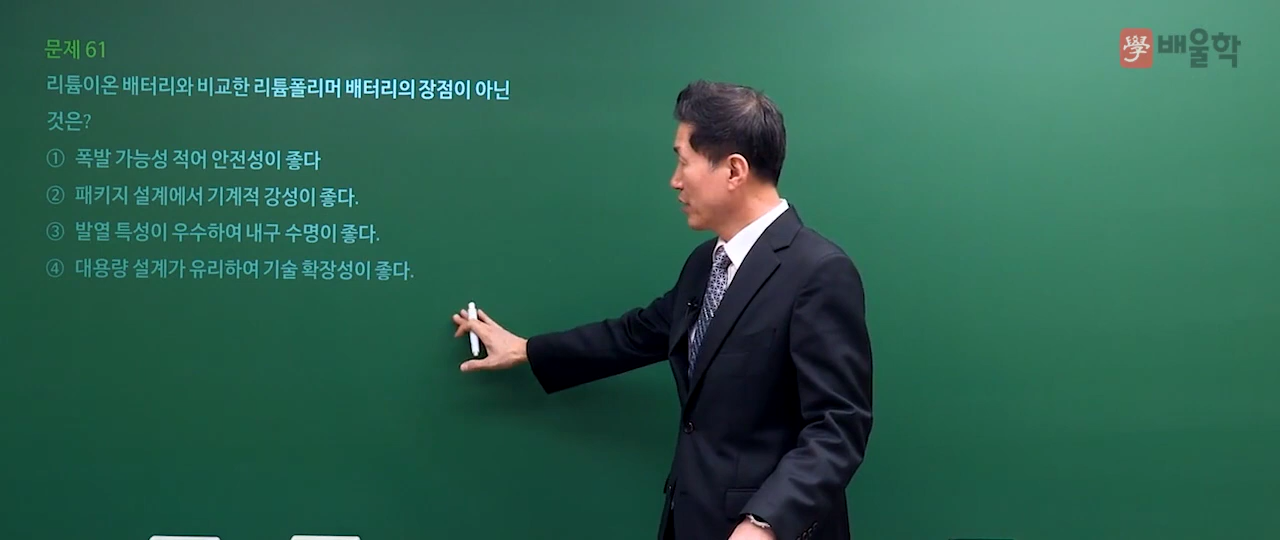 문제 61
리튬이온 배터리와 비교한 리튬폴리머 배터리의 장점이 아닌
것은?
① 폭발 가능성 적어 안전성이 좋다
② 패키지 설계에서 기계적 강성이 좋다.
③ 발열 특성이 우수하여 내구 수명이 좋다.
④ 대용량 설계가 유리하여 기술 확장성이 좋다.
學 배울학